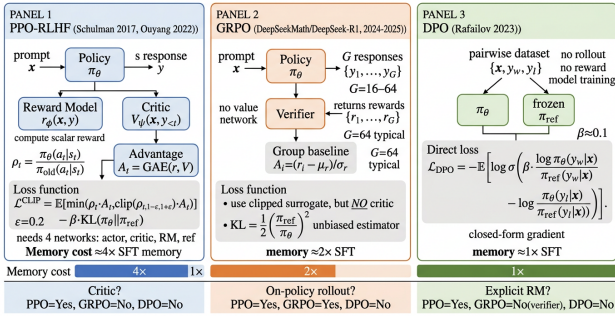 PANEL 1
PPO-RLHF (Schulman 2017, Ouyang 2022))
prompt
x
Policy
πθ
s response
y
Reward Model
rϕ(x, y)
Critic
Vψ(x, y<t)
compute scalar reward
ρt = πθ(at|st) / πold(at|st)
Advantage
At = GAE(r, V)
Loss function
ℒ^CLIP = 𝔼[min(ρt·At,clip(ρt,1−ε,1+ε)·At)]
ε=0.2 − β·KL(πθ||πref)
needs 4 networks: actor, critic, RM, ref
Memory cost ≈4× SFT memory
PANEL 2
GRPO (DeepSeekMath/DeepSeek-R1, 2024-2025)
prompt
x
Policy
πθ
G responses
{y1,...,yG}
G=16–64
no value
network
Verifier
returns rewards
{r1,...,rG}
G=64 typical
Group baseline
Ai=(ri − μr)/σr
G=64
typical
Loss function
• use clipped surrogate, but NO critic
• KL = 1/2 (πref/πθ)² unbiased estimator
memory ≈2× SFT
PANEL 3
DPO (Rafailov 2023))
pairwise dataset
{x, yw, yl}
no rollout
no reward
model training
πθ
frozen
πref
β≈0.1
Direct loss
ℒDPO = −𝔼[log σ(β· log πθ(yw|x) / πref(yw|x)
− log πθ(yl|x) / πref(yl|x))].
closed-form gradient
memory ≈1× SFT
Memory cost
4×
1×
2×
1×
Critic?
PPO=Yes, GRPO=No, DPO=No
On-policy rollout?
PPO=Yes, GRPO=Yes, DPO=No
Explicit RM?
PPO=Yes, GRPO=No(verifier), DPO=No